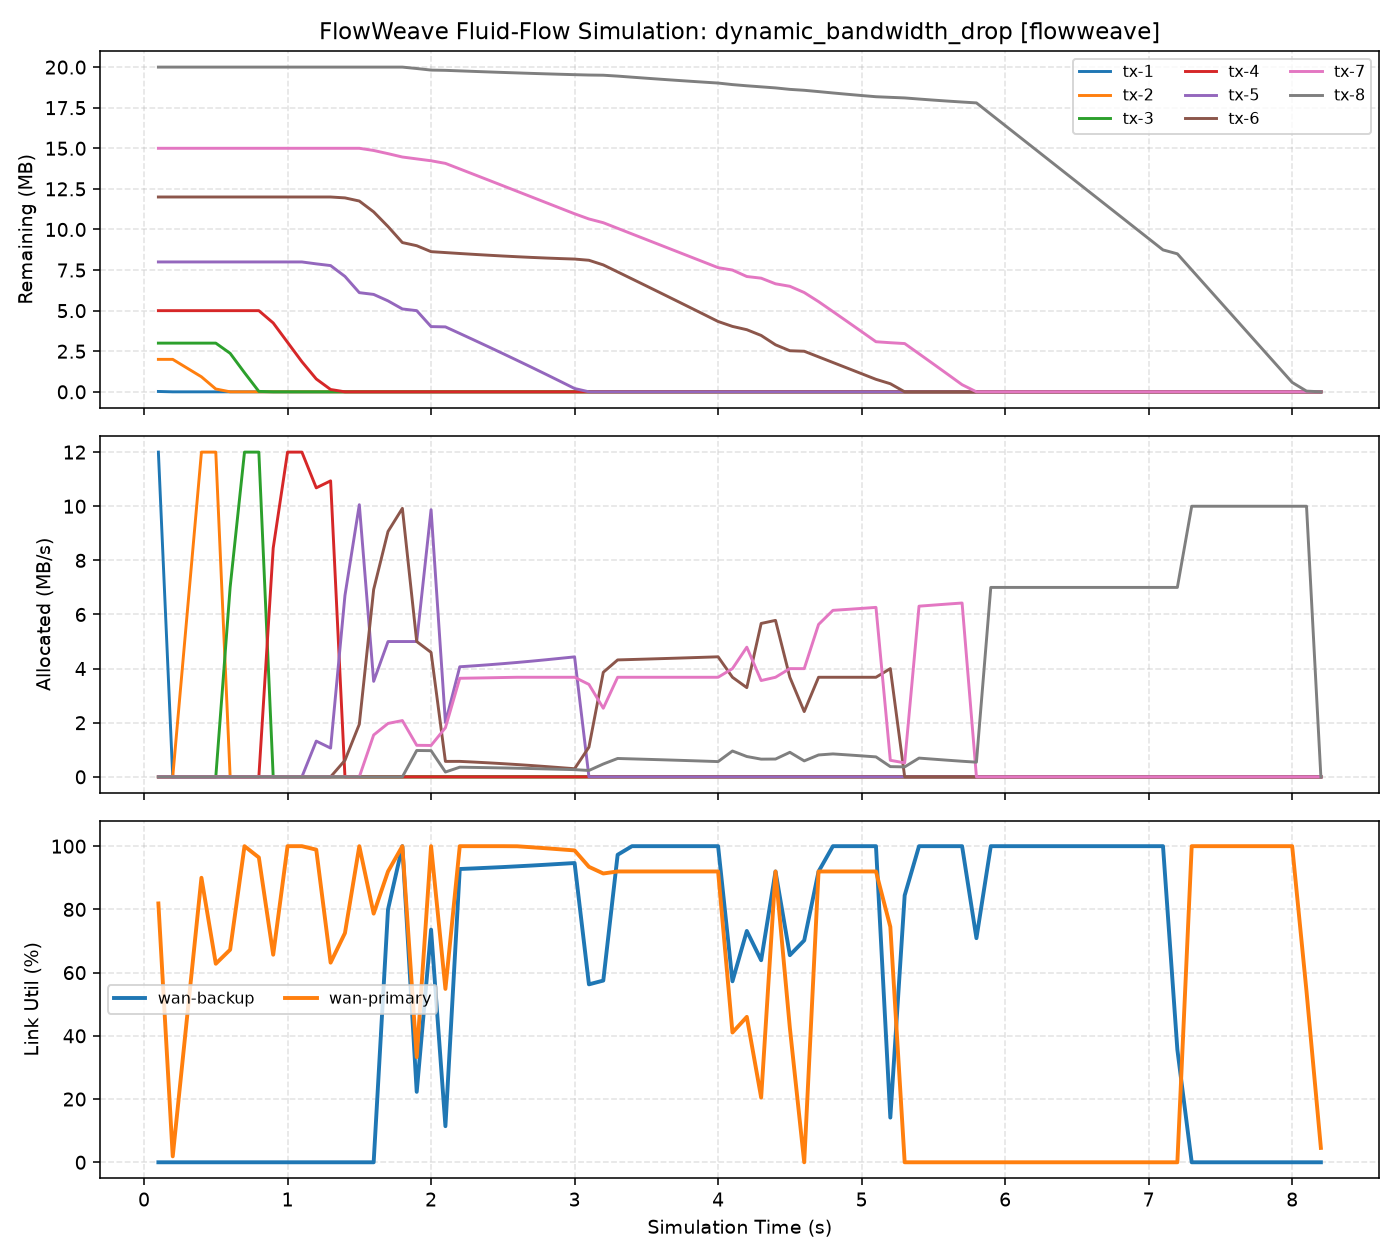 FlowWeave Fluid-Flow Simulation: dynamic_bandwidth_drop [flowweave]
20.0
17.5
15.0
12.5
10.0
7.5
5.0
2.5
0.0
Remaining (MB)
tx-1 tx-4 tx-7
tx-2 tx-5 tx-8
tx-3 tx-6
12
10
8
6
4
2
0
Allocated (MB/s)
100
80
60
40
20
0
Link Util (%)
wan-backup wan-primary
0 1 2 3 4 5 6 7 8
Simulation Time (s)